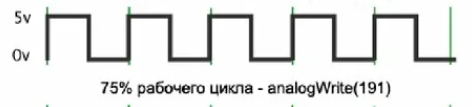 5v
0v
75% рабочего цикла - analogWrite(191)